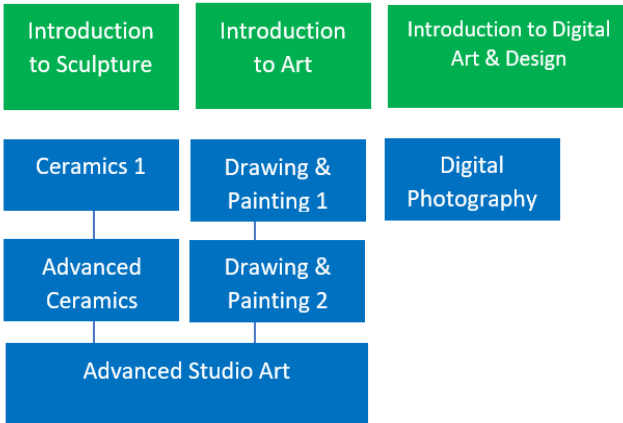 Introduction
to Sculpture
Introduction
to Art
Introduction to Digital
Art & Design
Ceramics 1
Drawing &
Painting 1
Digital
Photography
Advanced
Ceramics
Drawing &
Painting 2
Advanced Studio Art